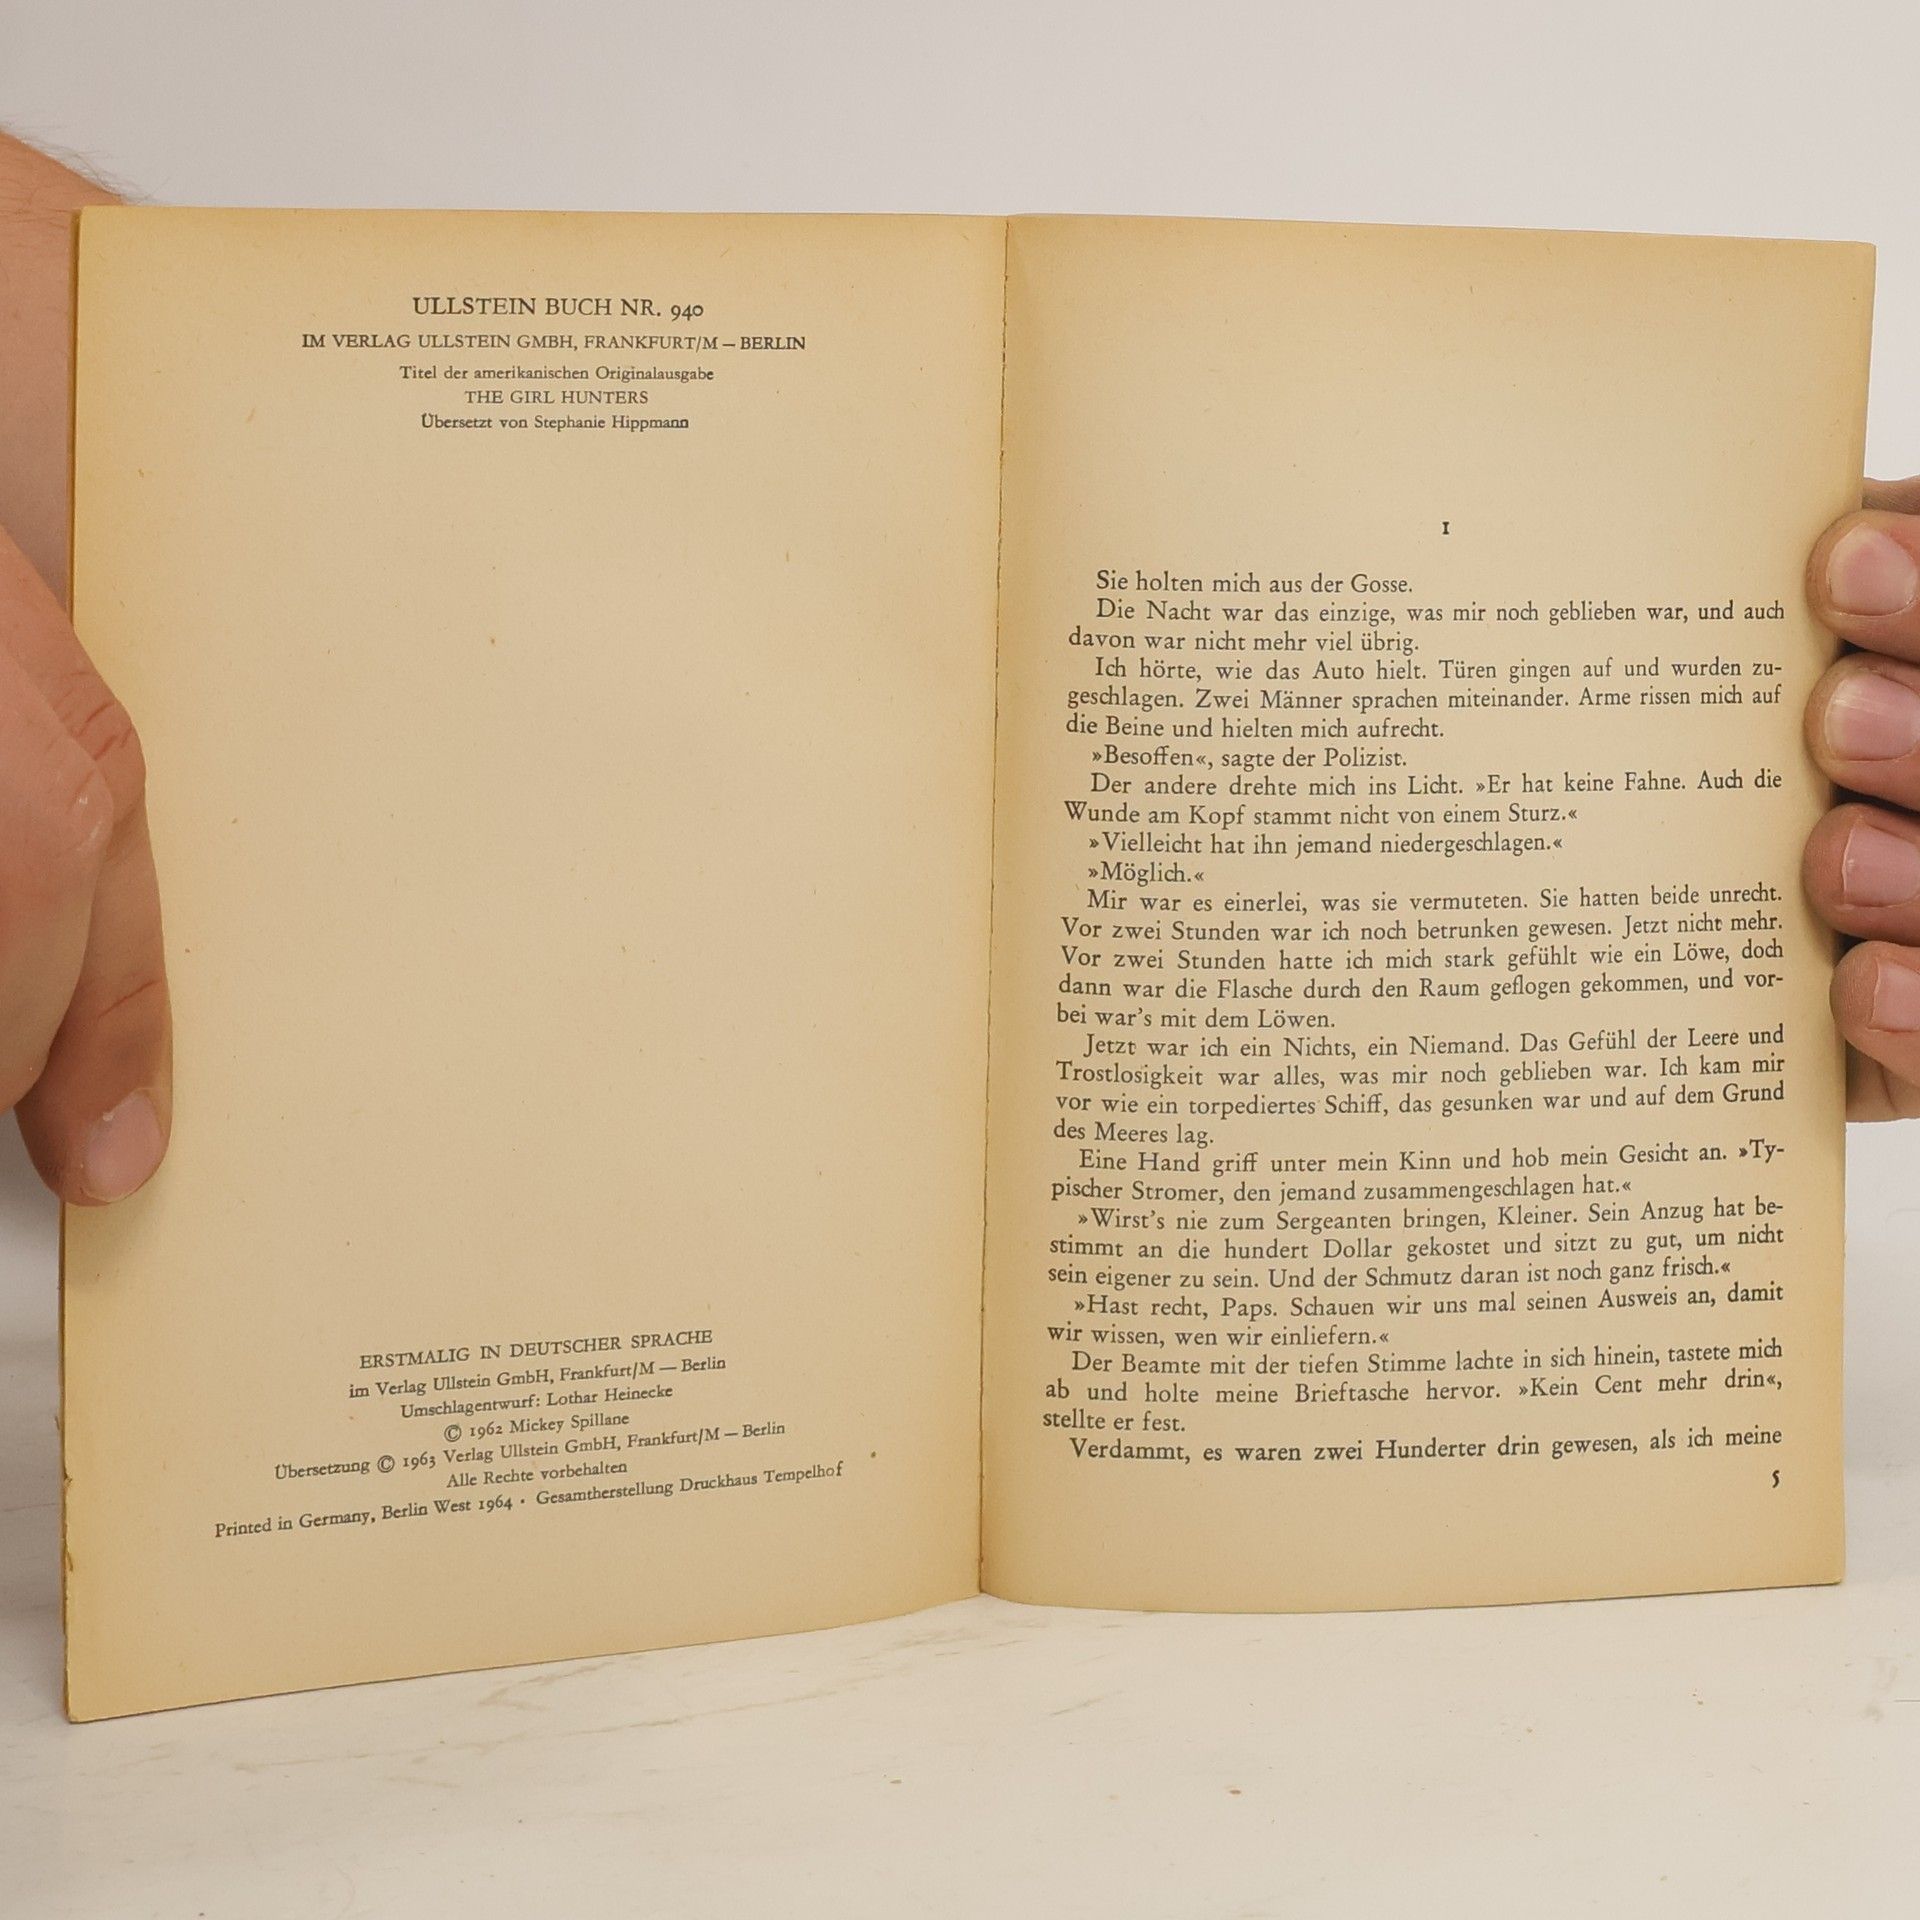 ULLSTEIN BUCH NR. 940
IM VERLAG ULLSTEIN GMBH, FRANKFURT/M – BERLIN
Titel der amerikanischen Originalausgabe
THE GIRL HUNTERS
Übersetzt von Stephanie Hippmann
ERSTMALIG IN DEUTSCHER SPRACHE
im Verlag Ullstein GmbH, Frankfurt/M — Berlin
Umschlagentwurf: Lothar Heinecke
© 1962 Mickey Spillane
Übersetzung © 1963 Verlag Ullstein GmbH, Frankfurt/M — Berlin
Alle Rechte vorbehalten
Printed in Germany, Berlin West 1964 · Gesamtherstellung Druckhaus Tempelhof
1
Sie holten mich aus der Gosse.
Die Nacht war das einzige, was mir noch geblieben war, und auch
davon war nicht mehr viel übrig.
Ich hörte, wie das Auto hielt. Türen gingen auf und wurden zu-
geschlagen. Zwei Männer sprachen miteinander. Arme rissen mich auf
die Beine und hielten mich aufrecht.
»Besoffen«, sagte der Polizist.
Der andere drehte mich ins Licht. »Er hat keine Fahne. Auch die
Wunde am Kopf stammt nicht von einem Sturz.«
»Vielleicht hat ihn jemand niedergeschlagen.«
»Möglich.«
Mir war es einerlei, was sie vermuteten. Sie hatten beide unrecht.
Vor zwei Stunden war ich noch betrunken gewesen. Jetzt nicht mehr.
Vor zwei Stunden hatte ich mich stark gefühlt wie ein Löwe, doch
dann war die Flasche durch den Raum geflogen gekommen, und vor-
bei war's mit dem Löwen.
Jetzt war ich ein Nichts, ein Niemand. Das Gefühl der Leere und
Trostlosigkeit war alles, was mir noch geblieben war. Ich kam mir
vor wie ein torpediertes Schiff, das gesunken war und auf dem Grund
des Meeres lag.
Eine Hand griff unter mein Kinn und hob mein Gesicht an. »Ty-
pischer Stromer, den jemand zusammengeschlagen hat.«
»Wirst's nie zum Sergeanten bringen, Kleiner. Sein Anzug hat be-
stimmt an die hundert Dollar gekostet und sitzt zu gut, um nicht
sein eigener zu sein. Und der Schmutz daran ist noch ganz frisch.«
»Hast recht, Paps. Schauen wir uns mal seinen Ausweis an, damit
wir wissen, wen wir einliefern.«
Der Beamte mit der tiefen Stimme lachte in sich hinein, tastete mich
ab und holte meine Brieftasche hervor. »Kein Cent mehr drin«,
stellte er fest.
Verdammt, es waren zwei Hunderter drin gewesen, als ich meine
5